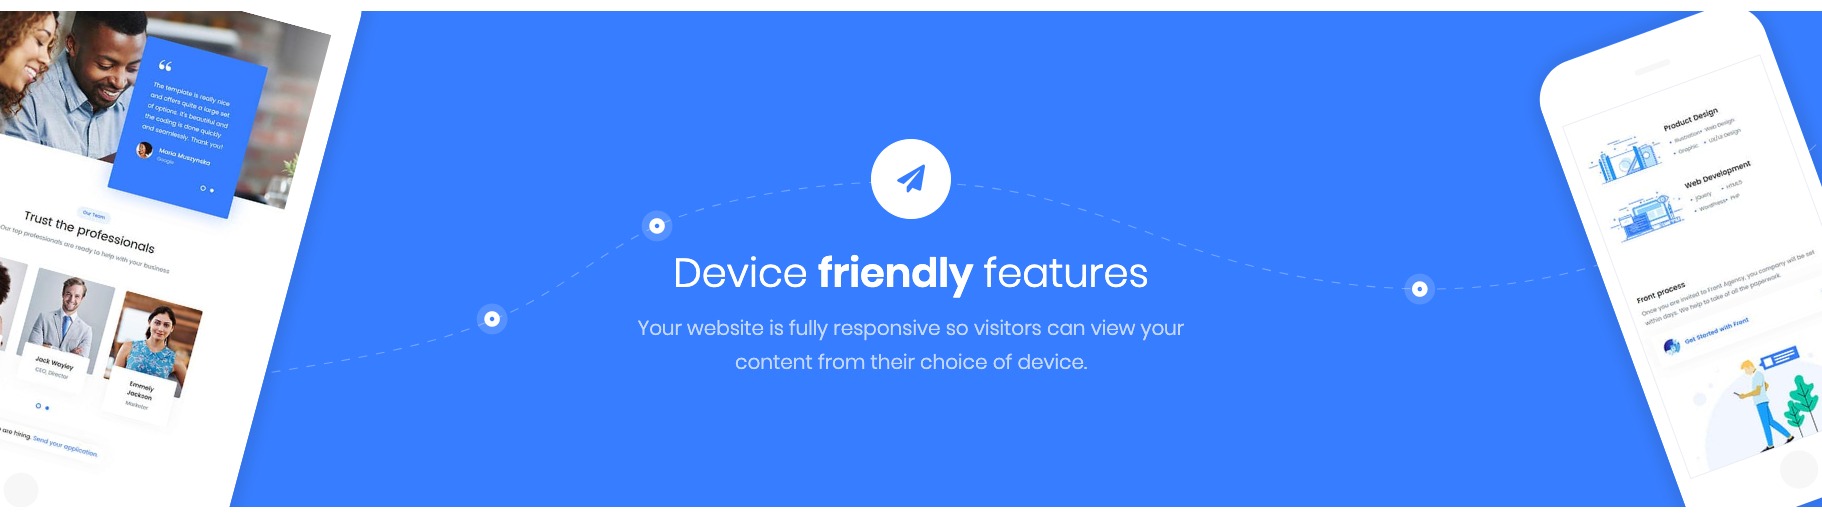 “
The template is really nice
and offers quite a large set
of options. It's beautiful and
the coding is done quickly
and seamlessly. Thank you!
Maria Muszynska
Google
Our Team
Trust the professionals
Our top professionals are ready to help with your business
Jack Wayley
CEO, Director
Emmely
Jackson
Marketer
are hiring. Send your application.
Device friendly features
Your website is fully responsive so visitors can view your
content from their choice of device.
Product Design
Illustration Web Design
Graphic UX/UI Design
Web Development
jQuery HTML5
WordPress PHP
Front process
Once you are invited to Front Agency, you company will be set
within days. We help to take of all the paperwork.
Get Started with Front